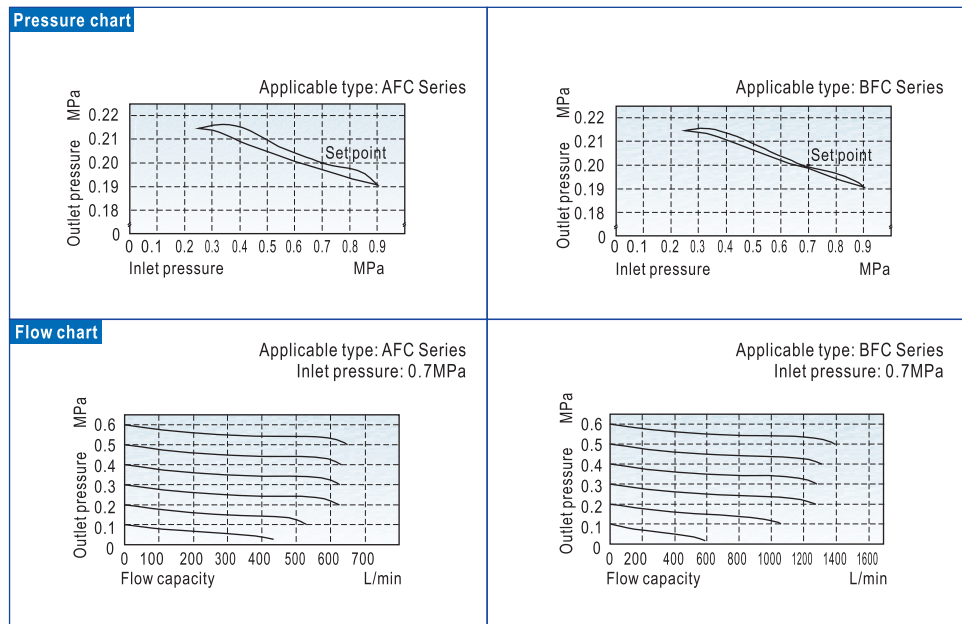 Pressure chart
Applicable type: AFC Series
Outlet pressure MPa
0.22
0.21
0.20
0.19
0.18
0
Set point
0 0.1 0.2 0.3 0.4 0.5 0.6 0.7 0.8 0.9
Inlet pressure MPa
Applicable type: BFC Series
Outlet pressure MPa
0.22
0.21
0.20
0.19
0.18
0
Set point
0 0.1 0.2 0.3 0.4 0.5 0.6 0.7 0.8 0.9
Inlet pressure MPa
Flow chart
Applicable type: AFC Series
Inlet pressure: 0.7MPa
Outlet pressure MPa
0.6
0.5
0.4
0.3
0.2
0.1
0
0 100 200 300 400 500 600 700
Flow capacity L/min
Applicable type: BFC Series
Inlet pressure: 0.7MPa
Outlet pressure MPa
0.6
0.5
0.4
0.3
0.2
0.1
0
0 200 400 600 800 1000 1200 1400 1600
Flow capacity L/min